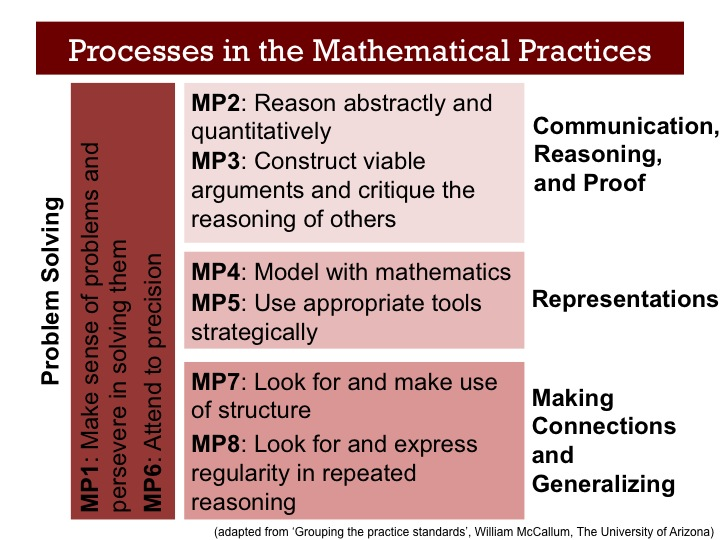 Processes in the Mathematical Practices
Problem Solving
MP1: Make sense of problems and
persevere in solving them
MP6: Attend to precision
MP2: Reason abstractly and
quantitatively
MP3: Construct viable
arguments and critique the
reasoning of others
Communication,
Reasoning,
and Proof
MP4: Model with mathematics
MP5: Use appropriate tools
strategically
Representations
MP7: Look for and make use
of structure
MP8: Look for and express
regularity in repeated
reasoning
Making
Connections
and
Generalizing
(adapted from ‘Grouping the practice standards’, William McCallum, The University of Arizona)